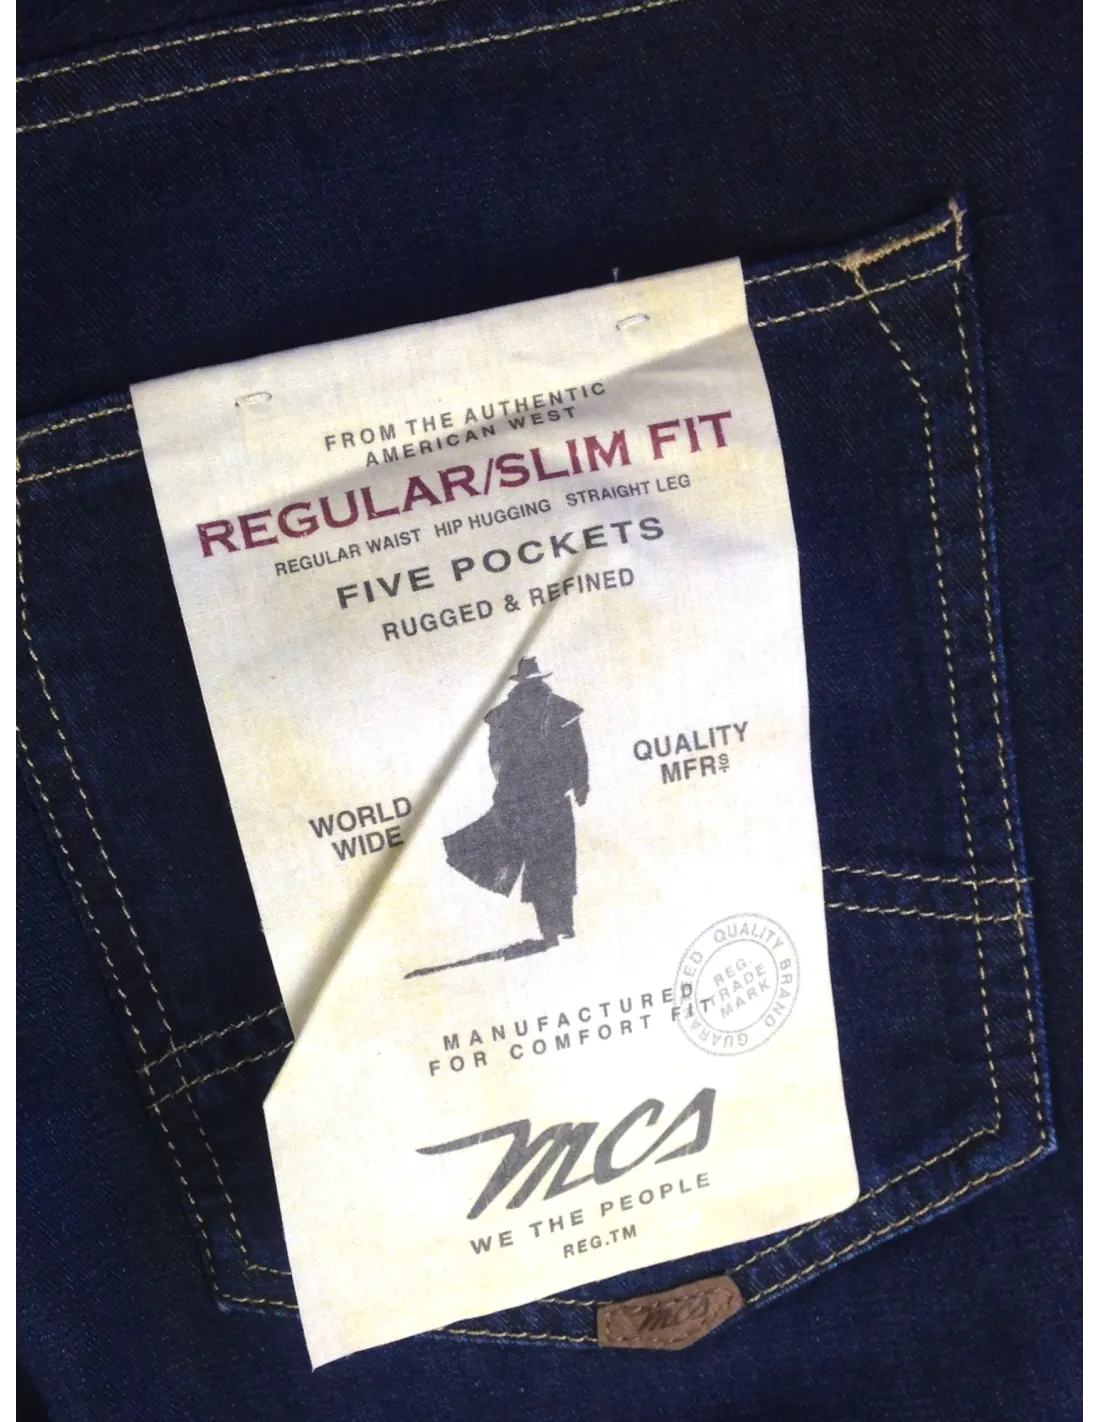 FROM THE AUTHENTIC
AMERICAN WEST
REGULAR/SLIM FIT
REGULAR WAIST HIP HUGGING STRAIGHT LEG
FIVE POCKETS
RUGGED & REFINED
QUALITY
MFRS
WORLD
WIDE
QUALITY BRAND
REG.
TRADE
MARK
MANUFACTURED
FOR COMFORT FIT
MCS
WE THE PEOPLE
REG.TM
MCS